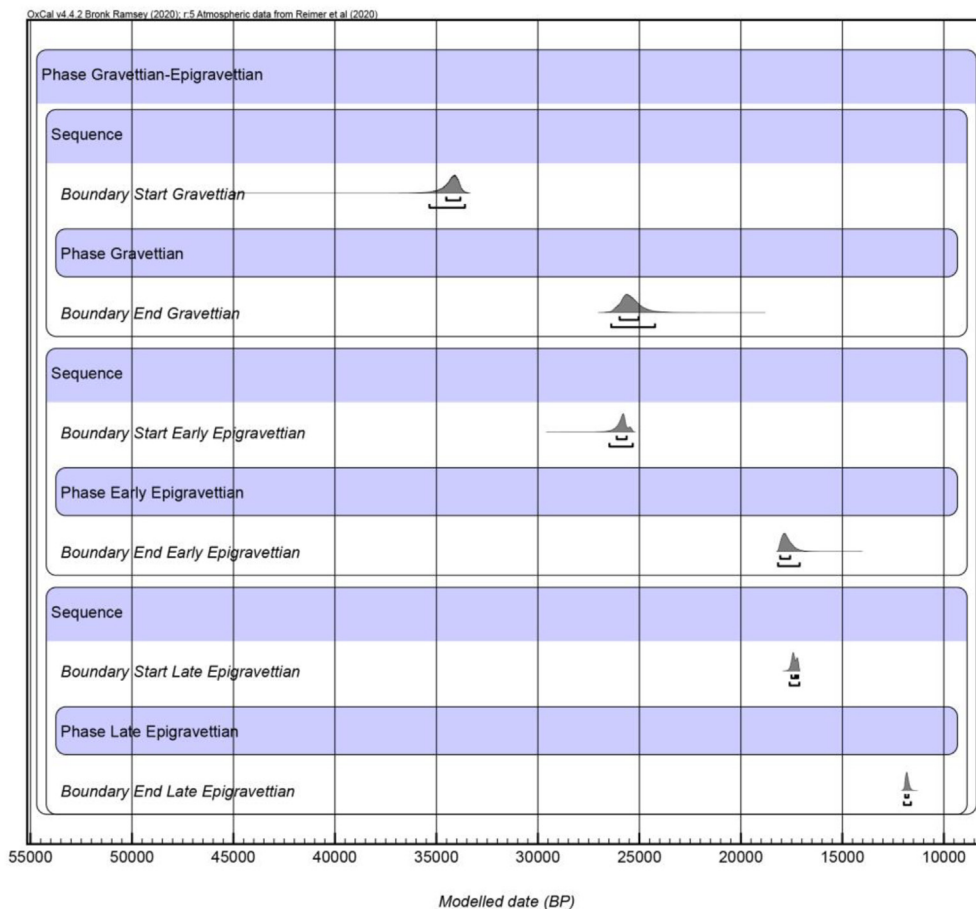 OxCal v4.4.2 Bronk Ramsey (2020); r:5 Atmospheric data from Reimer et al (2020)
Phase Gravettian-Epigravettian
Sequence
Boundary Start Gravettian
Phase Gravettian
Boundary End Gravettian
Sequence
Boundary Start Early Epigravettian
Phase Early Epigravettian
Boundary End Early Epigravettian
Sequence
Boundary Start Late Epigravettian
Phase Late Epigravettian
Boundary End Late Epigravettian
55000 50000 45000 40000 35000 30000 25000 20000 15000 10000
Modelled date (BP)